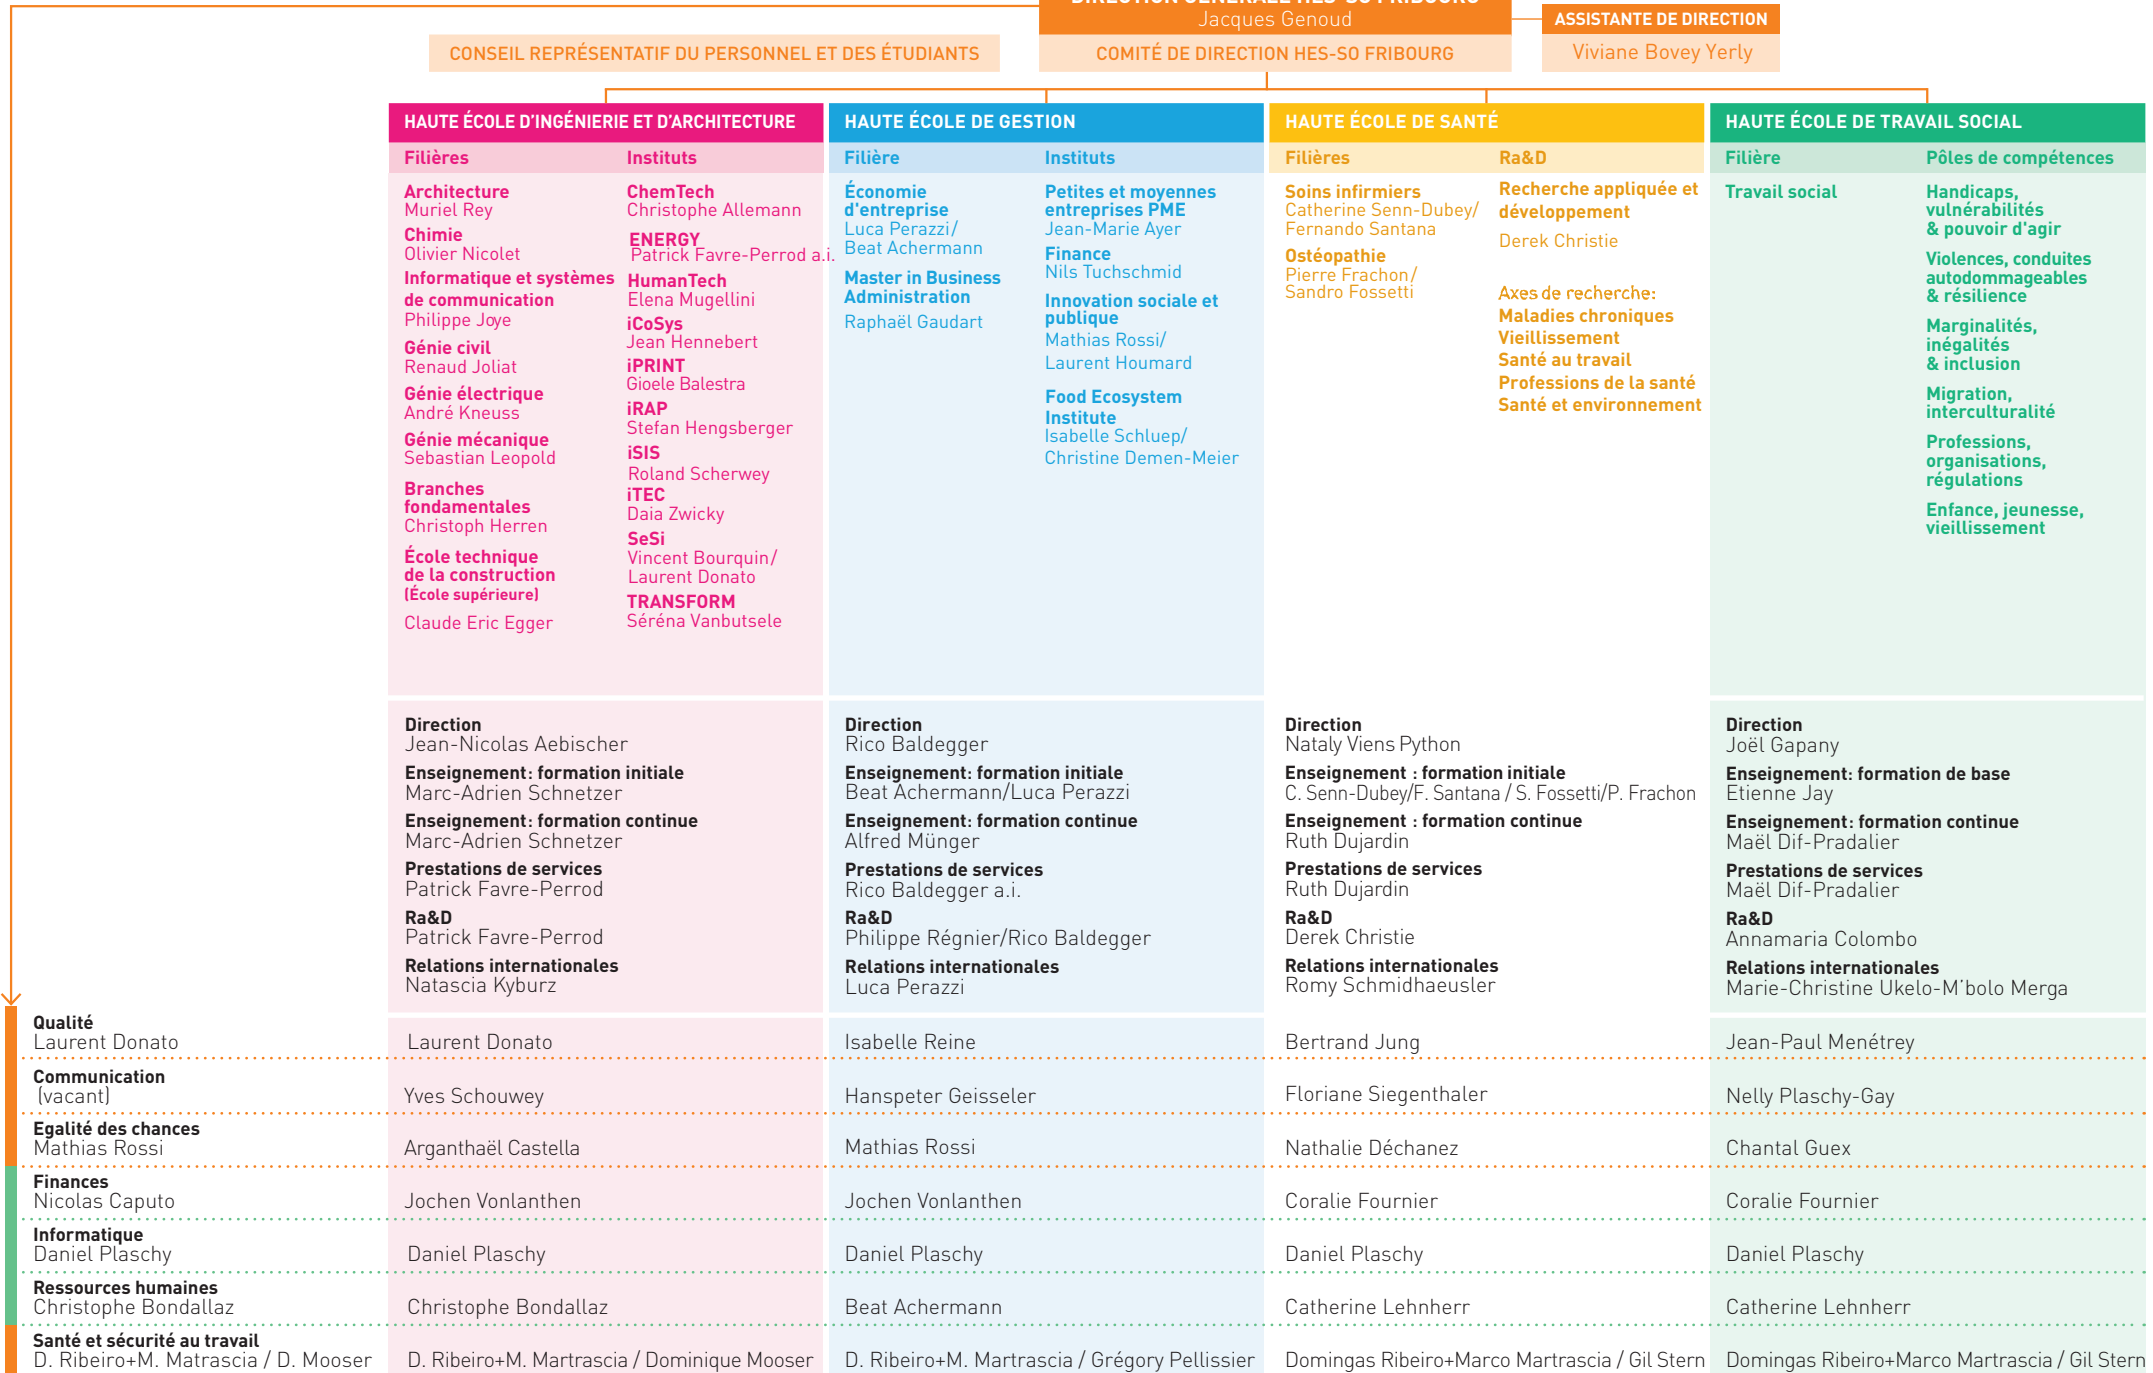 DIRECTION GÉNÉRALE HES-SO FRIBOURG
Jacques Genoud
ASSISTANTE DE DIRECTION
Viviane Bovey Yerly
CONSEIL REPRÉSENTATIF DU PERSONNEL ET DES ÉTUDIANTS
COMITÉ DE DIRECTION HES-SO FRIBOURG
HAUTE ÉCOLE D'INGÉNIERIE ET D'ARCHITECTURE
Filières
Architecture
Muriel Rey
Chimie
Olivier Nicolet
Informatique et systèmes
de communication
Philippe Joye
Génie civil
Renaud Joliat
Génie électrique
André Kneuss
Génie mécanique
Sebastian Leopold
Branches
fondamentales
Christoph Herren
École technique
de la construction
(École supérieure)
Claude Eric Egger
Instituts
ChemTech
Christophe Allemann
ENERGY
Patrick Favre-Perrod a.i.
HumanTech
Elena Mugellini
iCoSys
Jean Hennebert
iPRINT
Gioele Balestra
iRAP
Stefan Hengsberger
iSIS
Roland Scherwey
iTEC
Daia Zwicky
SeSi
Vincent Bourquin/
Laurent Donato
TRANSFORM
Séréna Vanbutsele
HAUTE ÉCOLE DE GESTION
Filière
Économie
d'entreprise
Luca Perazzi/
Beat Achermann
Master in Business
Administration
Raphaël Gaudart
Instituts
Petites et moyennes
entreprises PME
Jean-Marie Ayer
Finance
Nils Tuchschmid
Innovation sociale et
publique
Mathias Rossi/
Laurent Houmard
Food Ecosystem
Institute
Isabelle Schluep/
Christine Demen-Meier
HAUTE ÉCOLE DE SANTÉ
Filières
Soins infirmiers
Catherine Senn-Dubey/
Fernando Santana
Ostéopathie
Pierre Frachon/
Sandro Fossetti
Ra&D
Recherche appliquée et
développement
Derek Christie
Axes de recherche:
Maladies chroniques
Vieillissement
Santé au travail
Professions de la santé
Santé et environnement
HAUTE ÉCOLE DE TRAVAIL SOCIAL
Filière
Travail social
Pôles de compétences
Handicaps,
vulnérabilités
& pouvoir d'agir
Violences, conduites
autodommageables
& résilience
Marginalités,
inégalités
& inclusion
Migration,
interculturalité
Professions,
organisations,
régulations
Enfance, jeunesse,
vieillissement
Direction
Jean-Nicolas Aebischer
Enseignement: formation initiale
Marc-Adrien Schnetzer
Enseignement: formation continue
Marc-Adrien Schnetzer
Prestations de services
Patrick Favre-Perrod
Ra&D
Patrick Favre-Perrod
Relations internationales
Natascia Kyburz
Direction
Rico Baldegger
Enseignement: formation initiale
Beat Achermann/Luca Perazzi
Enseignement: formation continue
Alfred Münger
Prestations de services
Rico Baldegger a.i.
Ra&D
Philippe Régnier/Rico Baldegger
Relations internationales
Luca Perazzi
Direction
Nataly Viens Python
Enseignement : formation initiale
C. Senn-Dubey/F. Santana / S. Fossetti/P. Frachon
Enseignement : formation continue
Ruth Dujardin
Prestations de services
Ruth Dujardin
Ra&D
Derek Christie
Relations internationales
Romy Schmidhaeusler
Direction
Joël Gapany
Enseignement: formation de base
Etienne Jay
Enseignement: formation continue
Maël Dif-Pradalier
Prestations de services
Maël Dif-Pradalier
Ra&D
Annamaria Colombo
Relations internationales
Marie-Christine Ukelo-M'bolo Merga
Qualité
Laurent Donato
Laurent Donato
Isabelle Reine
Bertrand Jung
Jean-Paul Menétrey
Communication
(vacant)
Yves Schouwey
Hanspeter Geisseler
Floriane Siegenthaler
Nelly Plaschy-Gay
Egalité des chances
Mathias Rossi
Arganthaël Castella
Mathias Rossi
Nathalie Déchanez
Chantal Guex
Finances
Nicolas Caputo
Jochen Vonlanthen
Jochen Vonlanthen
Coralie Fournier
Coralie Fournier
Informatique
Daniel Plaschy
Daniel Plaschy
Daniel Plaschy
Daniel Plaschy
Daniel Plaschy
Ressources humaines
Christophe Bondallaz
Christophe Bondallaz
Beat Achermann
Catherine Lehnherr
Catherine Lehnherr
Santé et sécurité au travail
D. Ribeiro+M. Matrascia / D. Mooser
D. Ribeiro+M. Martrascia / Dominique Mooser
D. Ribeiro+M. Martrascia / Grégory Pellissier
Domingas Ribeiro+Marco Martrascia / Gil Stern
Domingas Ribeiro+Marco Martrascia / Gil Stern